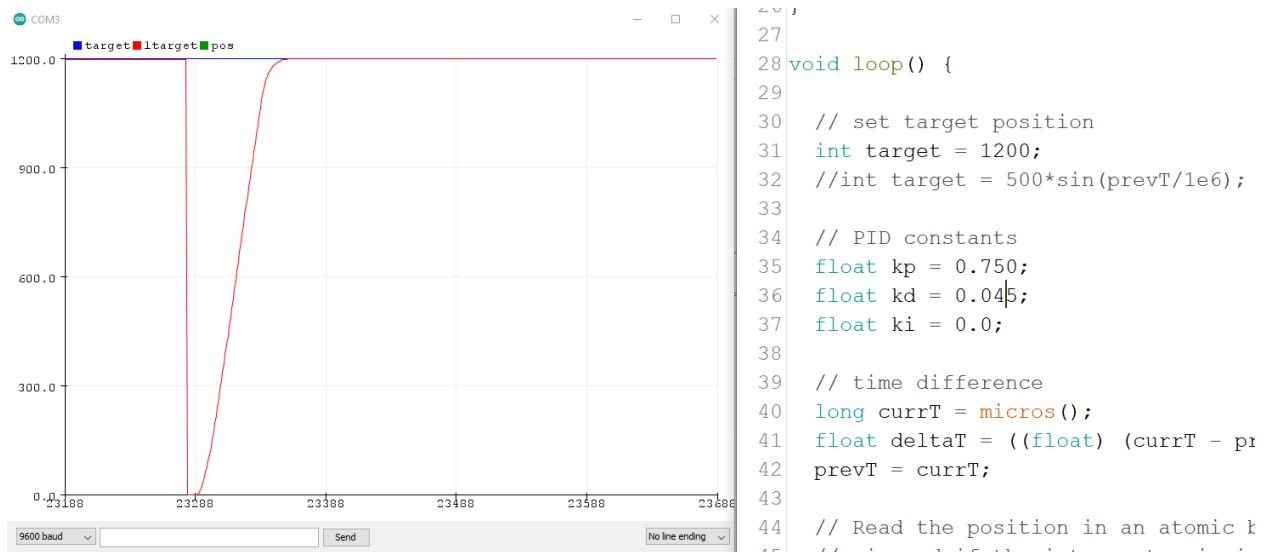 COM3
target ltarget pos
1200.0
900.0
600.0
300.0
0.0
23188 23288 23388 23488 23588 23688
9600 baud Send No line ending
27
28 void loop() {
29
30 // set target position
31 int target = 1200;
32 //int target = 500*sin(prevT/1e6);
33
34 // PID constants
35 float kp = 0.750;
36 float kd = 0.045;
37 float ki = 0.0;
38
39 // time difference
40 long currT = micros();
41 float deltaT = ((float) (currT - pr
42 prevT = currT;
43
44 // Read the position in an atomic b